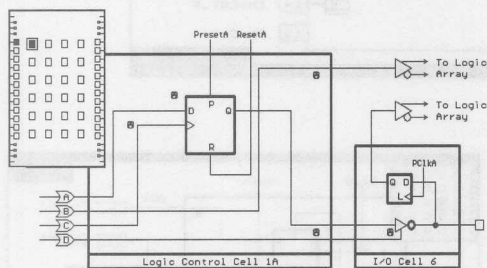 PresetA ResetA
To Logic
Array
To Logic
Array
P
D Q
R
PClkA
Q D
L
A
B
C
D
Logic Control Cell 1A
I/O Cell 6